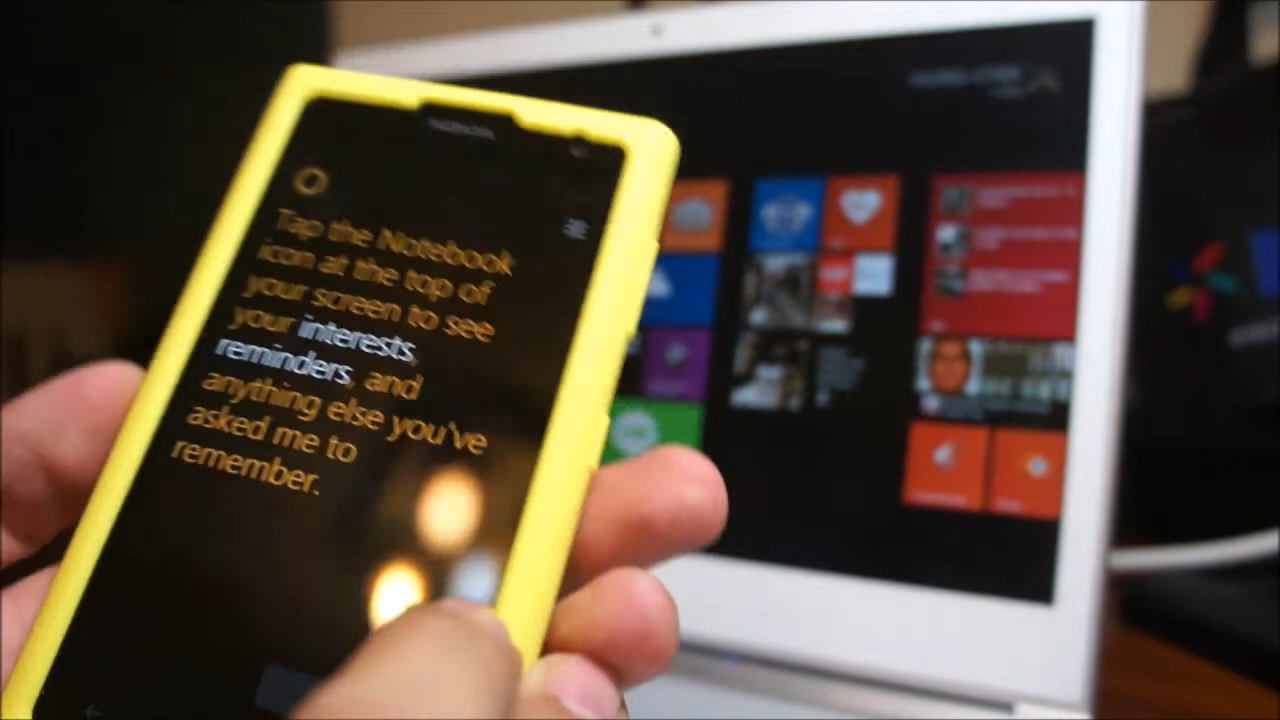 NOKIA
Tap the Notebook
icon at the top of
your screen to see
your interests,
reminders, and
anything else you've
asked me to
remember.